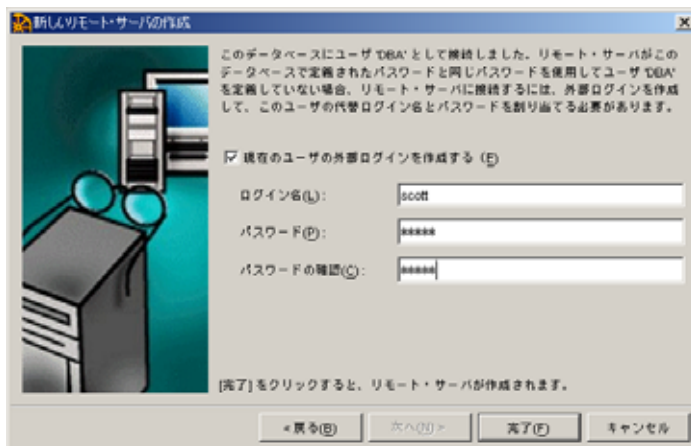 新しいリモート・サーバの作成
このデータベースにユーザ 'DBA' として接続しました。リモート・サーバがこの
データベースで定義されたパスワードと同じパスワードを使用してユーザ 'DBA'
を定義していない場合、リモート・サーバに接続するには、外部ログインを作成
して、このユーザの代替ログイン名とパスワードを割り当てる必要があります。
現在のユーザの外部ログインを作成する (E)
ログイン名(L): scott
パスワード(P): *****
パスワードの確認(C): *****
[完了] をクリックすると、リモート・サーバが作成されます。
<戻る(B) 次へ(N)> 完了(F) キャンセル